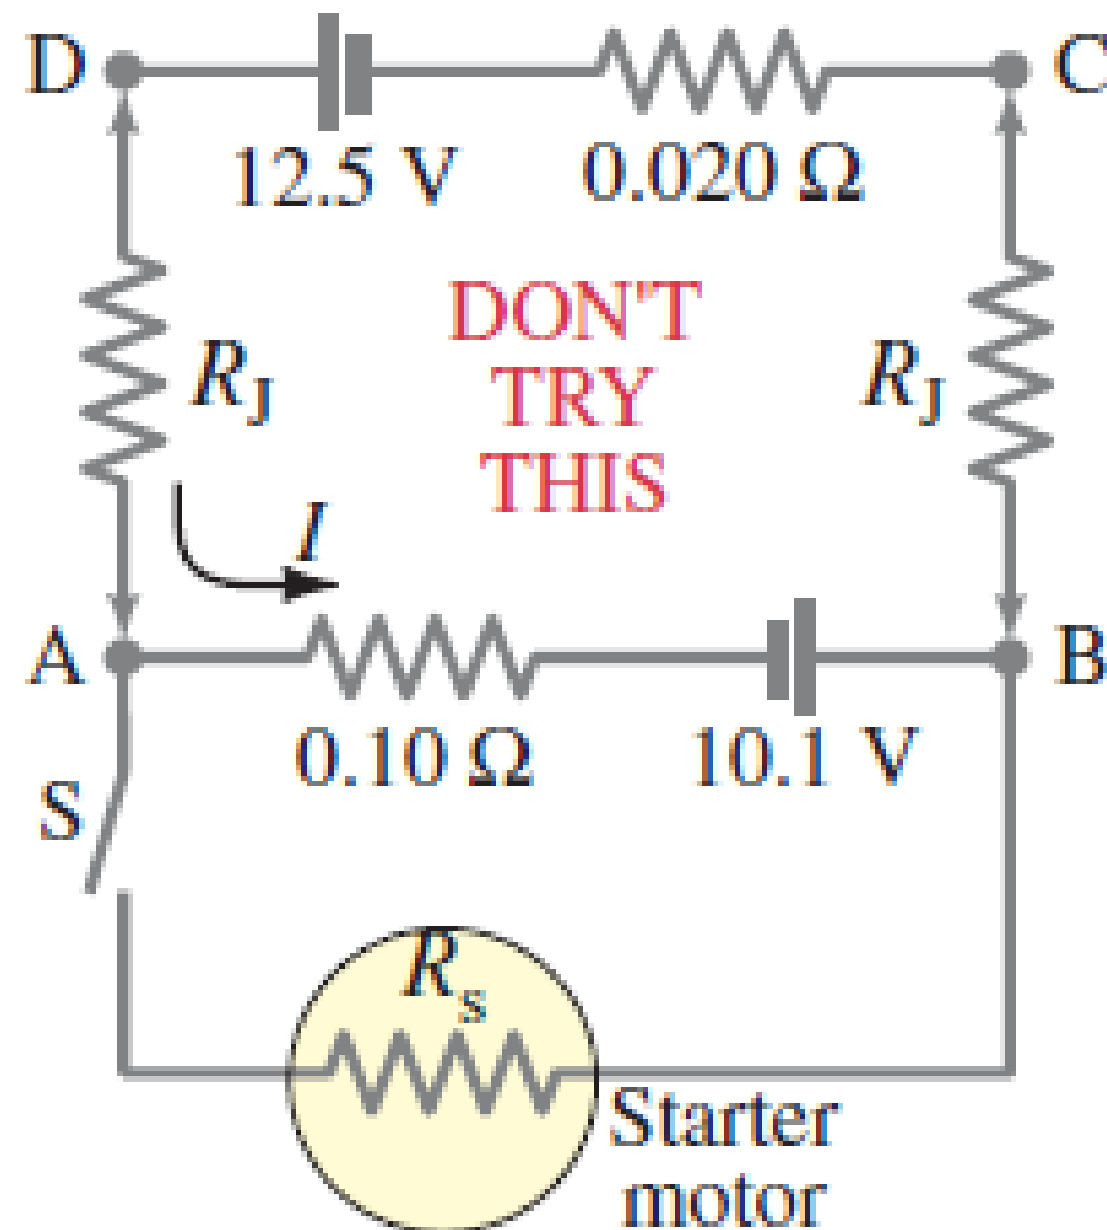 D
C
12.5 V
0.020 Ω
DON'T
TRY
THIS
R_J
R_J
I
A
B
0.10 Ω
10.1 V
S
R_s
Starter
motor